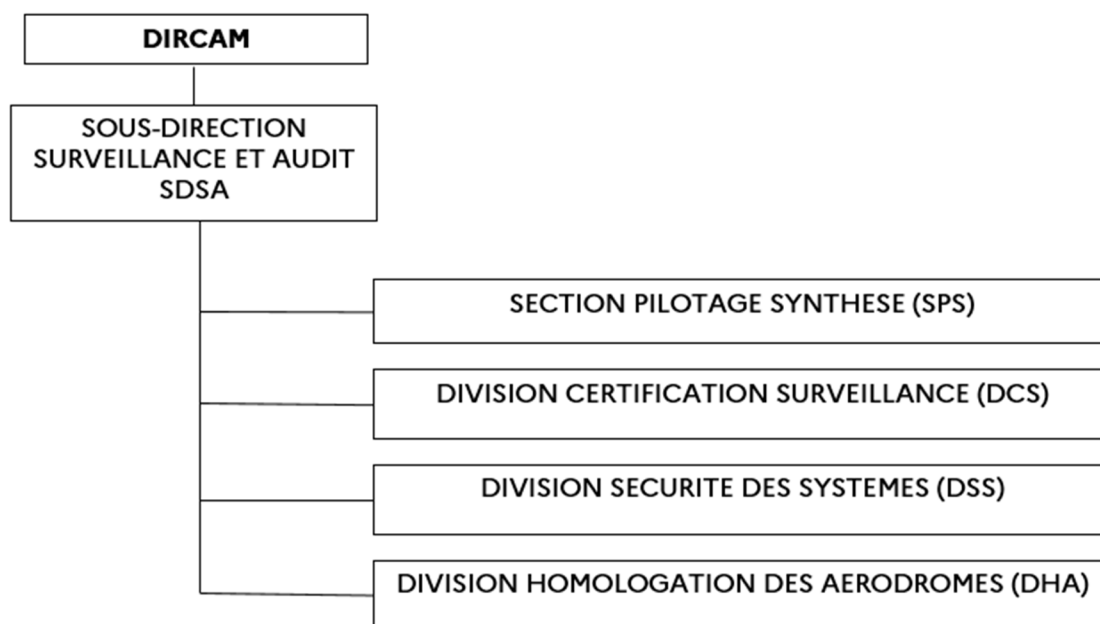 DIRCAM
SOUS-DIRECTION
SURVEILLANCE ET AUDIT
SDSA
SECTION PILOTAGE SYNTHESE (SPS)
DIVISION CERTIFICATION SURVEILLANCE (DCS)
DIVISION SECURITE DES SYSTEMES (DSS)
DIVISION HOMOLOGATION DES AERODROMES (DHA)